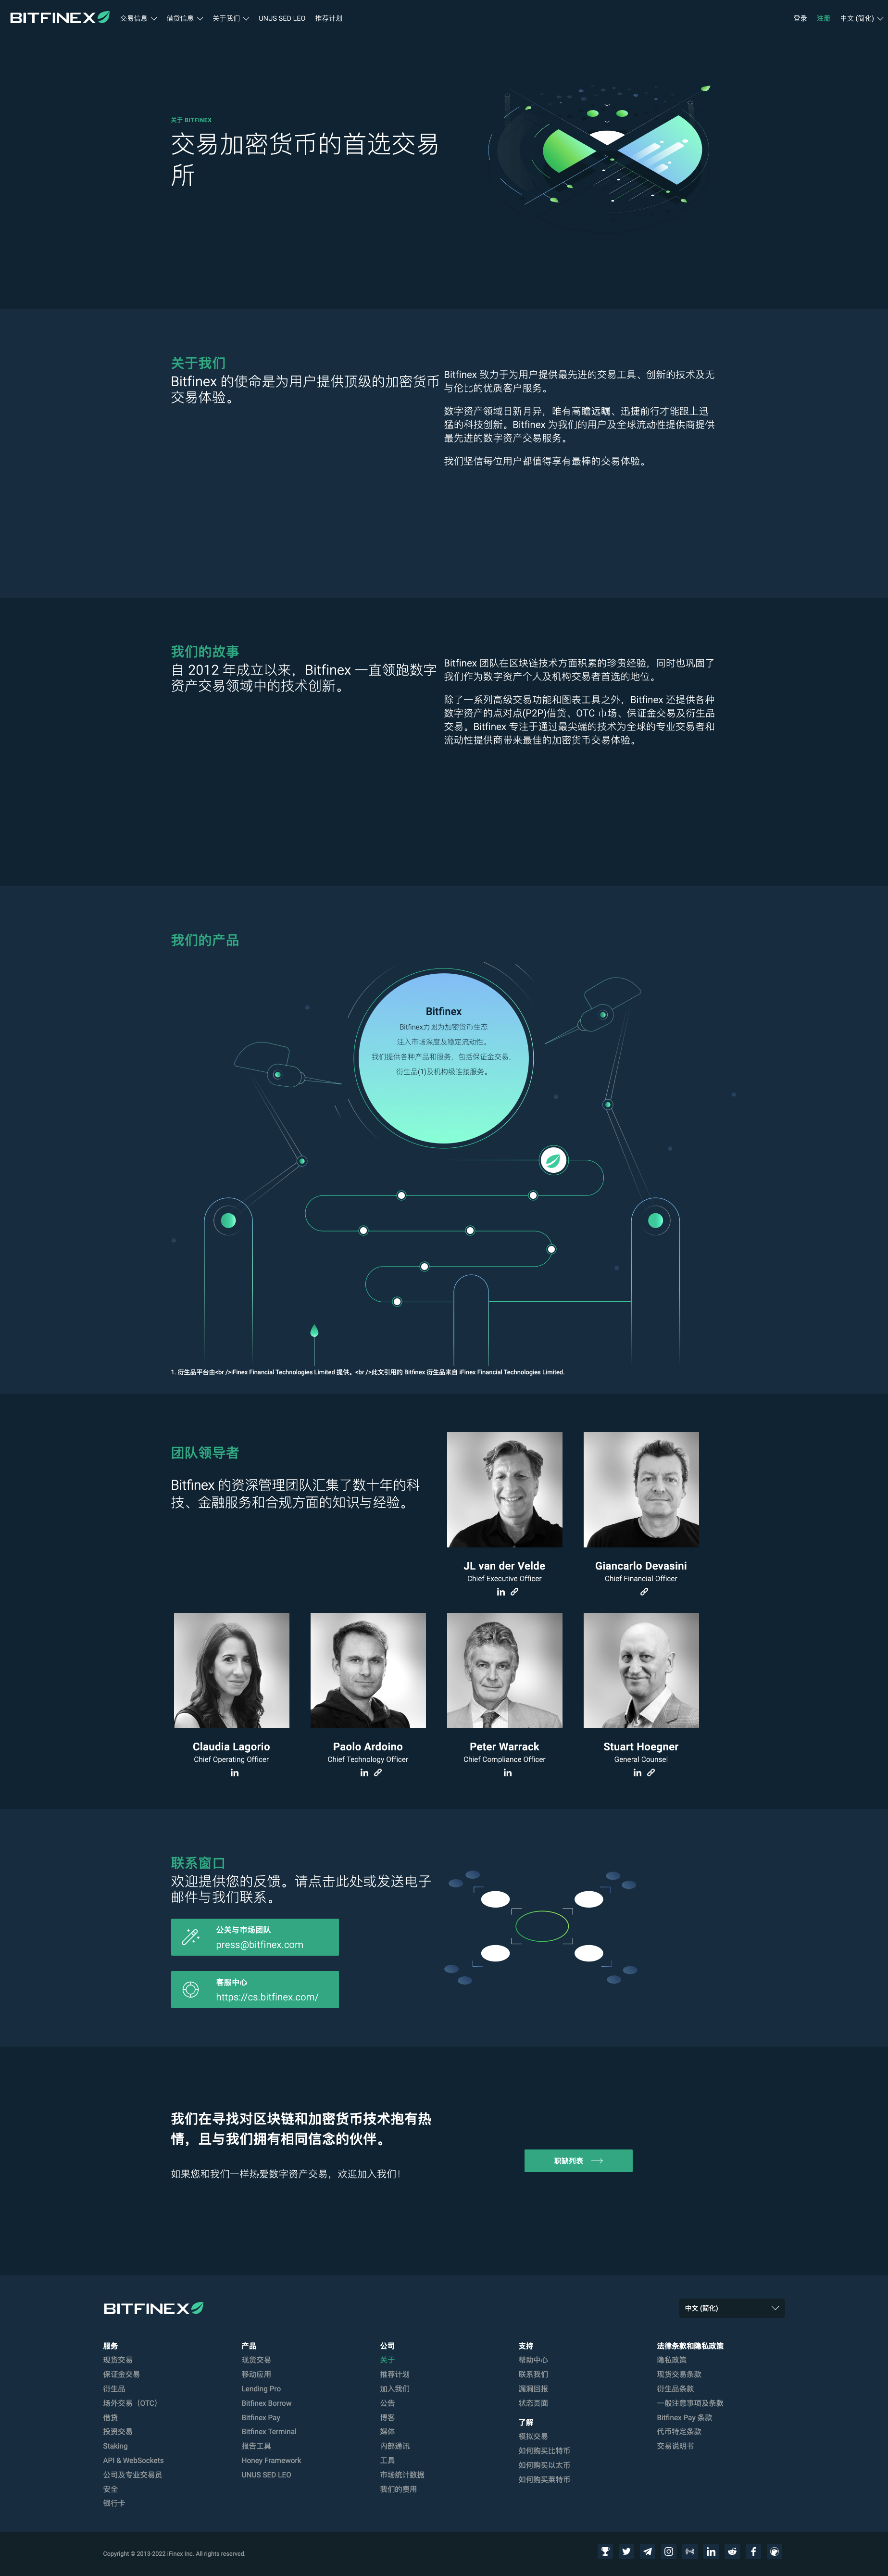 BITFINEX 交易信息 借贷信息 关于我们 UNUS SED LEO 推荐计划 登录 注册 中文 (简化)
关于 BITFINEX
交易加密货币的首选交易
所
关于我们
Bitfinex 的使命是为用户提供顶级的加密货币
交易体验。
Bitfinex 致力于为用户提供最先进的交易工具、创新的技术及无
与伦比的优质客户服务。
数字资产领域日新月异，唯有高瞻远瞩、迅捷前行才能跟上迅
猛的科技创新。Bitfinex 为我们的用户及全球流动性提供商提供
最先进的数字资产交易服务。
我们坚信每位用户都值得享有最棒的交易体验。
我们的故事
自 2012 年成立以来，Bitfinex 一直领跑数字
资产交易领域中的技术创新。
Bitfinex 团队在区块链技术方面积累的珍贵经验，同时也巩固了
我们作为数字资产个人及机构交易者首选的地位。
除了一系列高级交易功能和图表工具之外，Bitfinex 还提供各种
数字资产的点对点(P2P)借贷、OTC 市场、保证金交易及衍生品
交易。Bitfinex 专注于通过最尖端的技术为全球的专业交易者和
流动性提供商带来最佳的加密货币交易体验。
我们的产品
Bitfinex
Bitfinex力图为加密货币生态
注入市场深度及稳定流动性。
我们提供各种产品和服务，包括保证金交易、
衍生品(1)及机构级连接服务。
1. 衍生品平台由<br />iFinex Financial Technologies Limited 提供。<br />此文引用的 Bitfinex 衍生品来自 iFinex Financial Technologies Limited.
团队领导者
Bitfinex 的资深管理团队汇集了数十年的科
技、金融服务和合规方面的知识与经验。
JL van der Velde
Chief Executive Officer
Giancarlo Devasini
Chief Financial Officer
Claudia Lagorio
Chief Operating Officer
Paolo Ardoino
Chief Technology Officer
Peter Warrack
Chief Compliance Officer
Stuart Hoegner
General Counsel
联系窗口
欢迎提供您的反馈。请点击此处或发送电子
邮件与我们联系。
公关与市场团队
press@bitfinex.com
客服中心
https://cs.bitfinex.com/
我们在寻找对区块链和加密货币技术抱有热
情，且与我们拥有相同信念的伙伴。
如果您和我们一样热爱数字资产交易，欢迎加入我们！
职缺列表
BITFINEX
中文 (简化)
服务
现货交易
保证金交易
衍生品
场外交易（OTC）
借贷
投资交易
Staking
API & WebSockets
公司及专业交易员
安全
银行卡
产品
现货交易
移动应用
Lending Pro
Bitfinex Borrow
Bitfinex Pay
Bitfinex Terminal
报告工具
Honey Framework
UNUS SED LEO
公司
关于
推荐计划
加入我们
公告
博客
媒体
内部通讯
工具
市场统计数据
我们的费用
支持
帮助中心
联系我们
漏洞回报
状态页面
了解
模拟交易
如何购买比特币
如何购买以太币
如何购买莱特币
法律条款和隐私政策
隐私政策
现货交易条款
衍生品条款
一般注意事项及条款
Bitfinex Pay 条款
代币特定条款
交易说明书
Copyright © 2013-2022 iFinex Inc. All rights reserved.